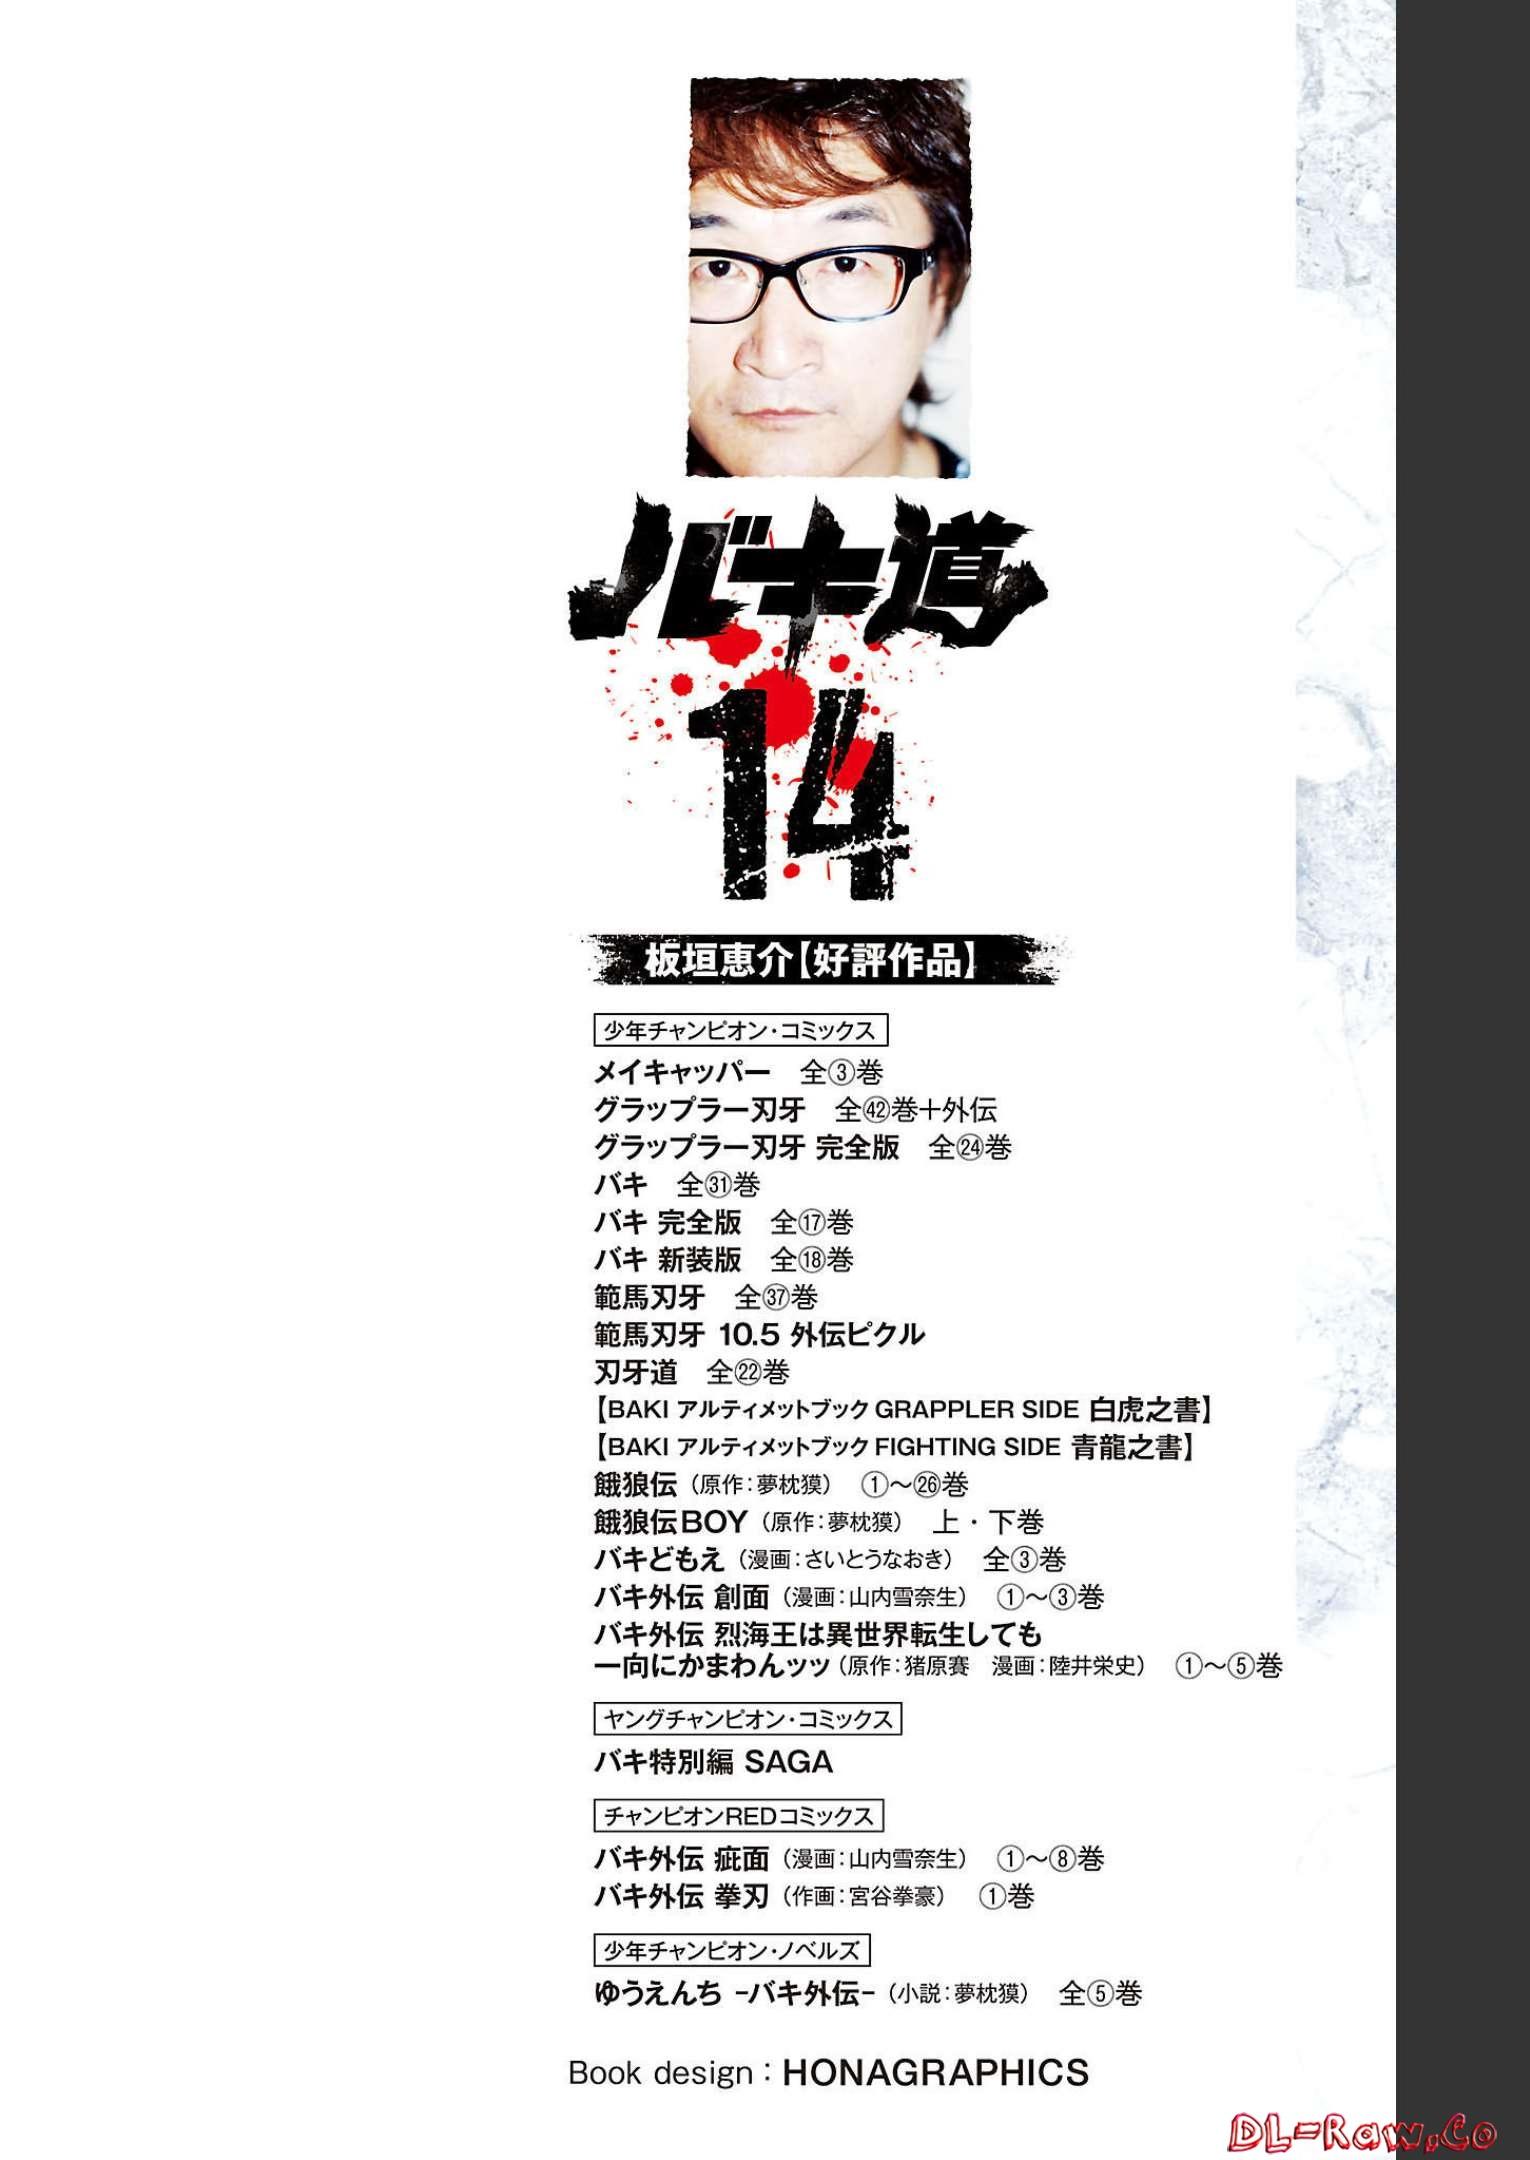 バキ道
14
板垣恵介【好評作品】
少年チャンピオン・コミックス
メイキャッパー 全③巻
グラップラー刃牙 全㊷巻＋外伝
グラップラー刃牙 完全版 全㉔巻
バキ 全㉛巻
バキ 完全版 全⑰巻
バキ 新装版 全⑱巻
範馬刃牙 全㊲巻
範馬刃牙 10.5 外伝ピクル
刃牙道 全㉒巻
【BAKI アルティメットブック GRAPPLER SIDE 白虎之書】
【BAKI アルティメットブック FIGHTING SIDE 青龍之書】
餓狼伝（原作：夢枕獏） ①〜㉖巻
餓狼伝BOY（原作：夢枕獏） 上・下巻
バキどもえ（漫画：さいとうなおき） 全③巻
バキ外伝 創面（漫画：山内雪奈生） ①〜③巻
バキ外伝 烈海王は異世界転生しても
一向にかまわんッッ（原作：猪原賽 漫画：陸井栄史） ①〜⑤巻
ヤングチャンピオン・コミックス
バキ特別編 SAGA
チャンピオンREDコミックス
バキ外伝 疵面（漫画：山内雪奈生） ①〜⑧巻
バキ外伝 拳刃（作画：宮谷拳豪） ①巻
少年チャンピオン・ノベルズ
ゆうえんち -バキ外伝-（小説：夢枕獏） 全⑤巻
Book design：HONAGRAPHICS
DL-Raw.Co